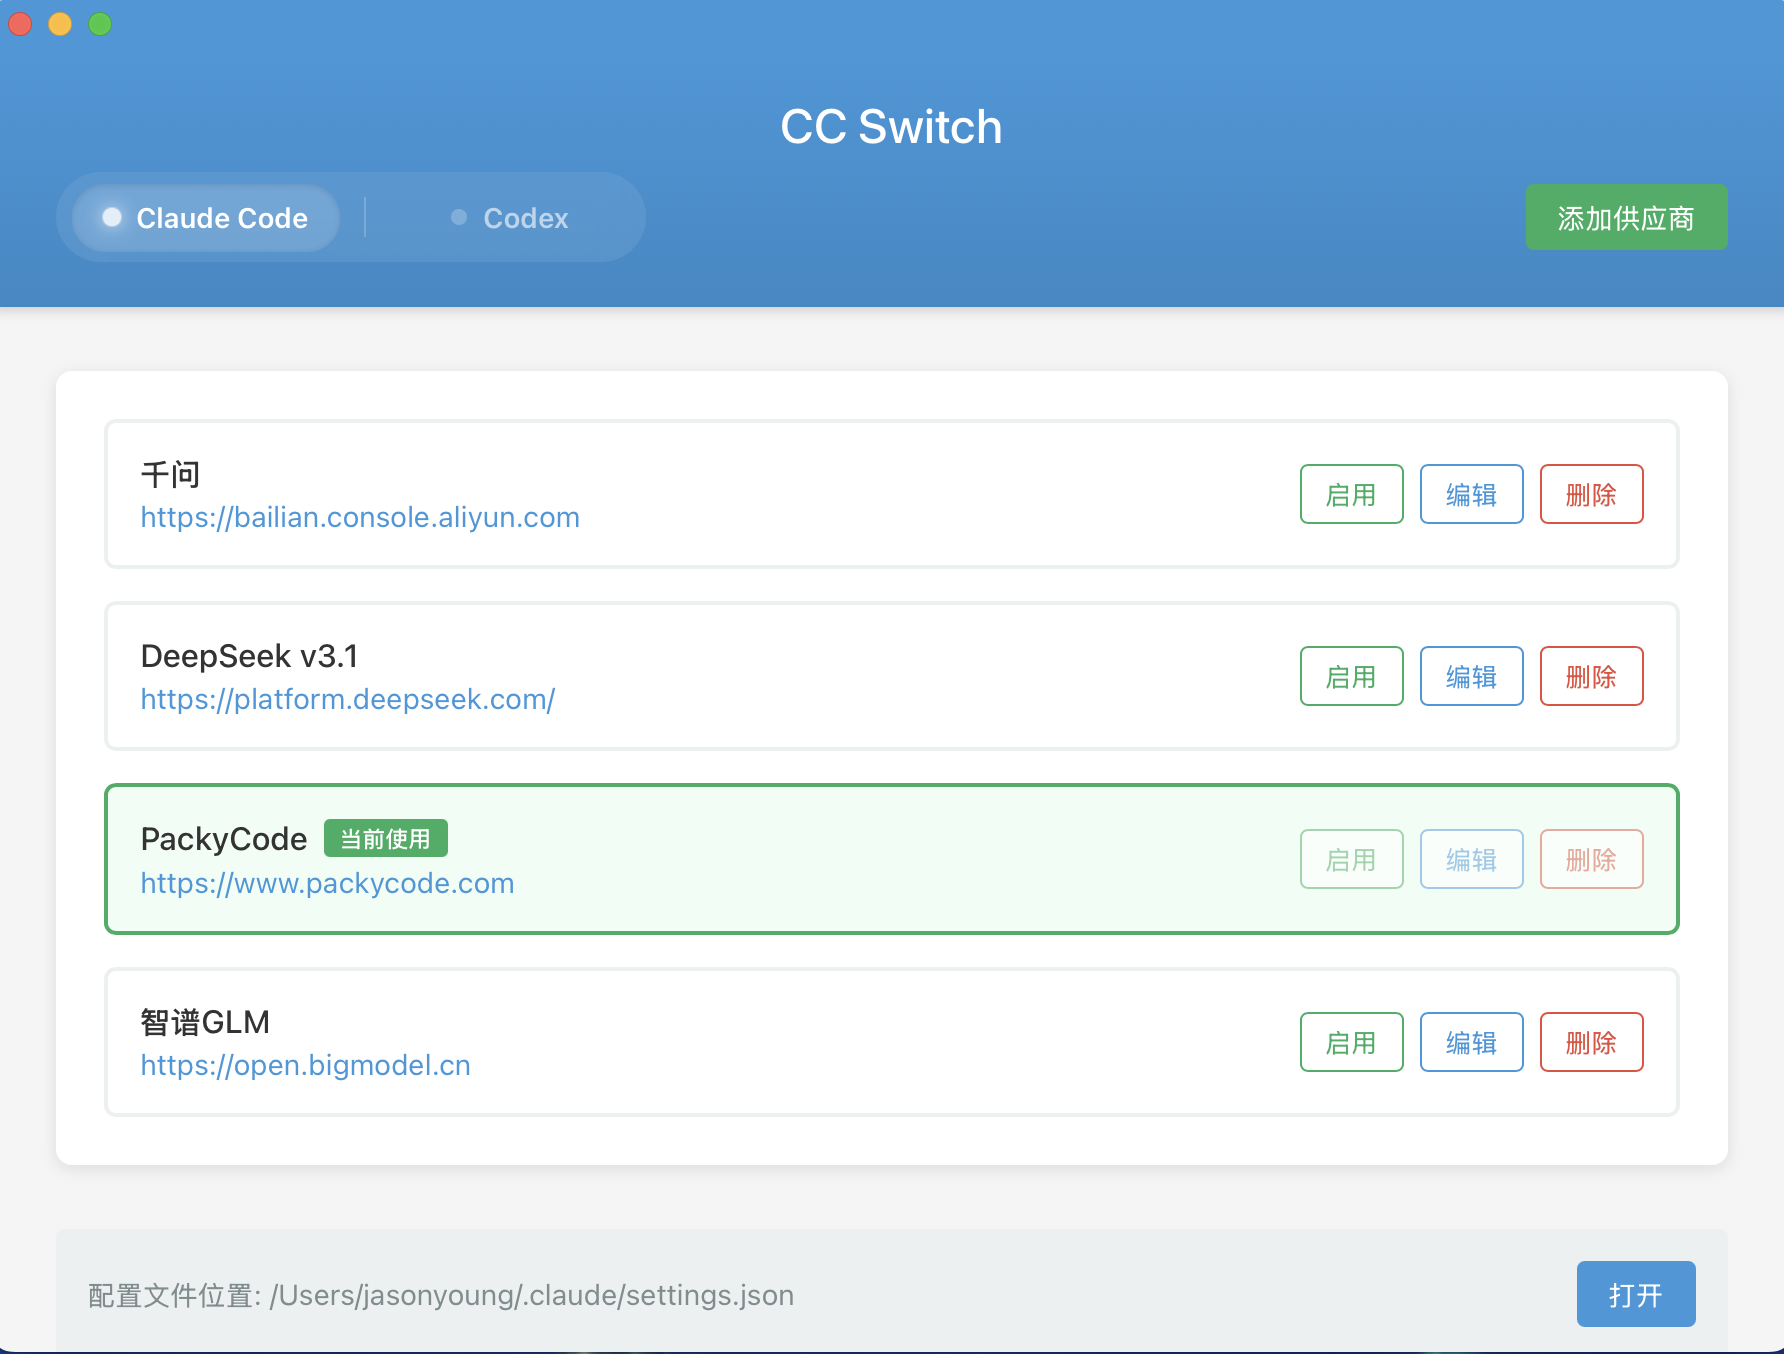 CC Switch
Claude Code
Codex
添加供应商
千问
https://bailian.console.aliyun.com
启用 编辑 删除
DeepSeek v3.1
https://platform.deepseek.com/
启用 编辑 删除
PackyCode 当前使用
https://www.packycode.com
启用 编辑 删除
智谱GLM
https://open.bigmodel.cn
启用 编辑 删除
配置文件位置: /Users/jasonyoung/.claude/settings.json
打开